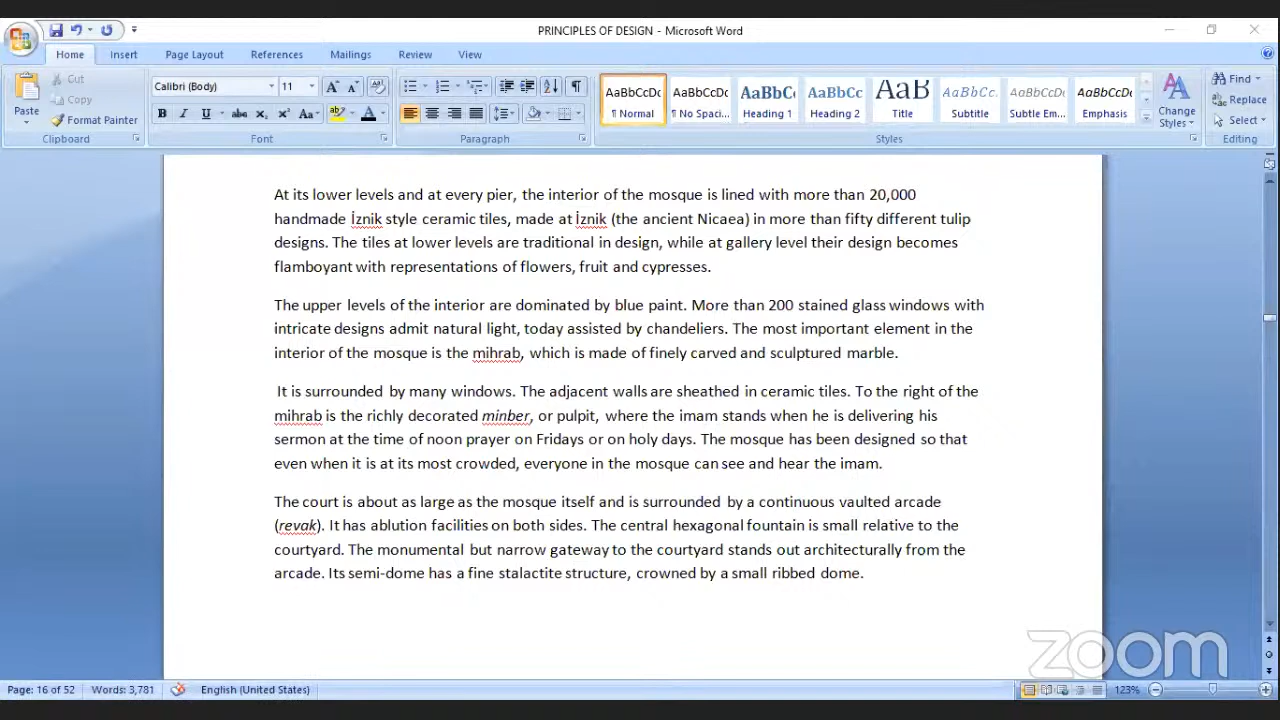 PRINCIPLES OF DESIGN - Microsoft Word
Home Insert Page Layout References Mailings Review View
Paste
Cut
Copy
Format Painter
Clipboard
Calibri (Body) 11
B I U abc x₂ x² Aa
Font
Paragraph
AaBbCcDc AaBbCcDc AaBbCc AaBbCc AaB AaBbCc. AaBbCcDc AaBbCcDc
¶ Normal ¶ No Spaci... Heading 1 Heading 2 Title Subtitle Subtle Em... Emphasis
Styles
Change
Styles
Find
Replace
Select
Editing
At its lower levels and at every pier, the interior of the mosque is lined with more than 20,000
handmade İznik style ceramic tiles, made at İznik (the ancient Nicaea) in more than fifty different tulip
designs. The tiles at lower levels are traditional in design, while at gallery level their design becomes
flamboyant with representations of flowers, fruit and cypresses.
The upper levels of the interior are dominated by blue paint. More than 200 stained glass windows with
intricate designs admit natural light, today assisted by chandeliers. The most important element in the
interior of the mosque is the mihrab, which is made of finely carved and sculptured marble.
It is surrounded by many windows. The adjacent walls are sheathed in ceramic tiles. To the right of the
mihrab is the richly decorated minber, or pulpit, where the imam stands when he is delivering his
sermon at the time of noon prayer on Fridays or on holy days. The mosque has been designed so that
even when it is at its most crowded, everyone in the mosque can see and hear the imam.
The court is about as large as the mosque itself and is surrounded by a continuous vaulted arcade
(revak). It has ablution facilities on both sides. The central hexagonal fountain is small relative to the
courtyard. The monumental but narrow gateway to the courtyard stands out architecturally from the
arcade. Its semi-dome has a fine stalactite structure, crowned by a small ribbed dome.
zoom
Page: 16 of 52 Words: 3,781 English (United States) 123%